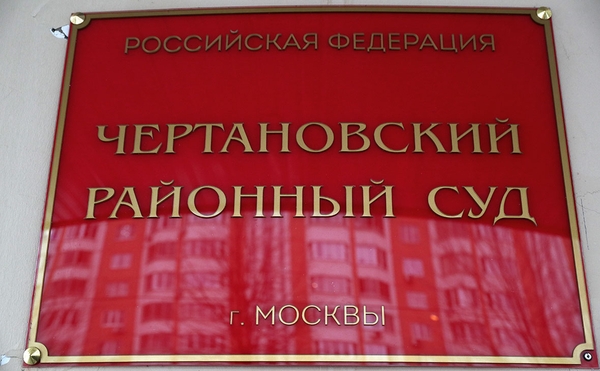 РОССИЙСКАЯ ФЕДЕРАЦИЯ
ЧЕРТАНОВСКИЙ
РАЙОННЫЙ СУД
г. МОСКВЫ